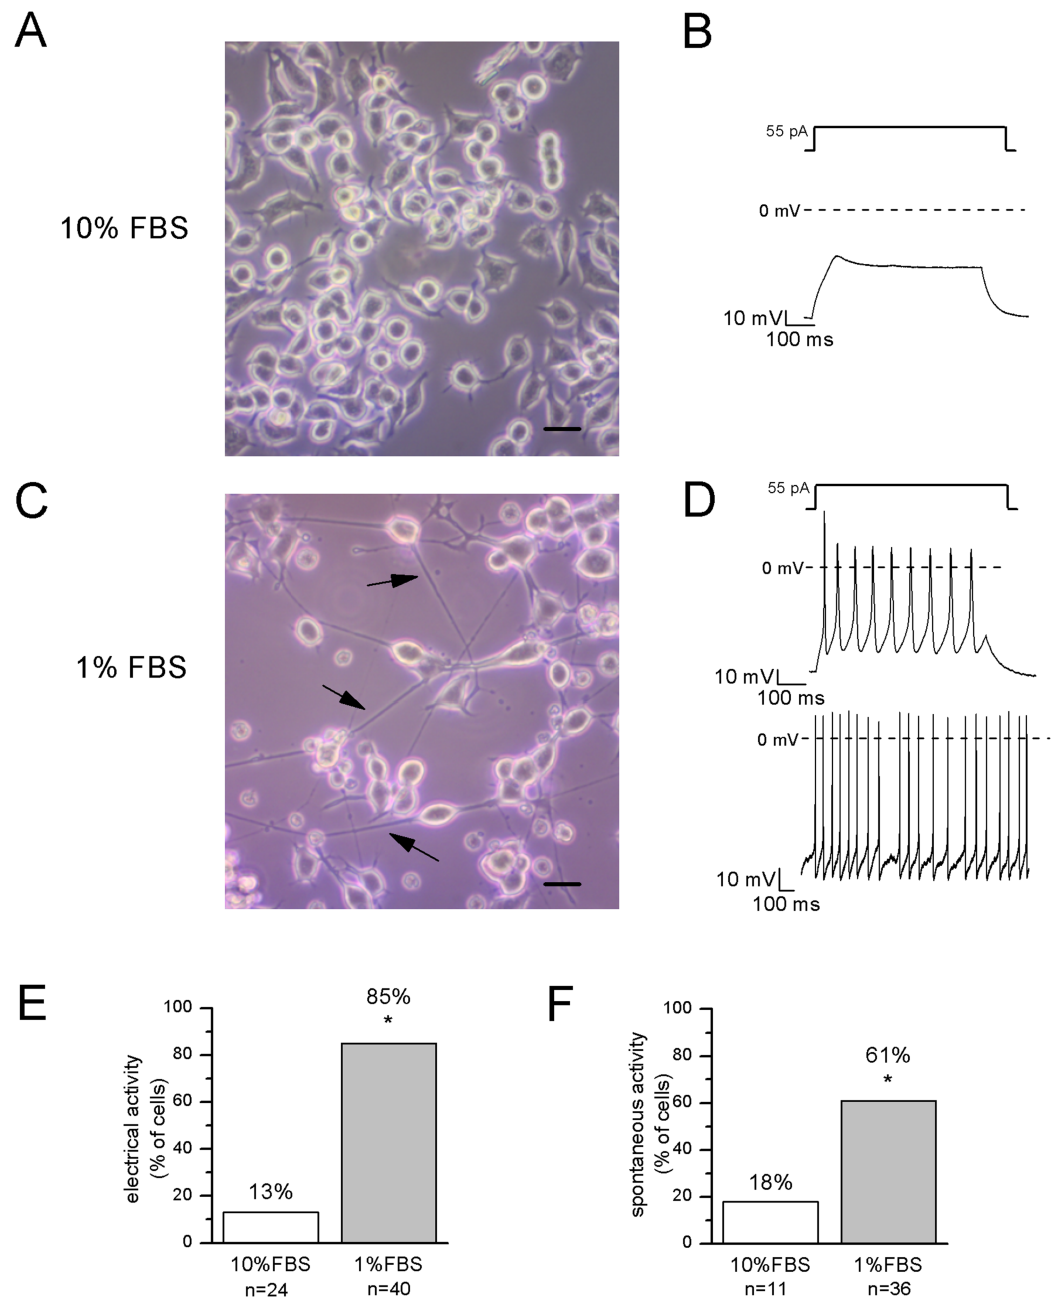 A
10% FBS
B
55 pA
0 mV
10 mV
100 ms
C
1% FBS
D
55 pA
0 mV
10 mV
100 ms
0 mV
10 mV
100 ms
E
electrical activity
(% of cells)
100
80
60
40
20
0
13%
85%
*
10%FBS
n=24
1%FBS
n=40
F
spontaneous activity
(% of cells)
100
80
60
40
20
0
18%
61%
*
10%FBS
n=11
1%FBS
n=36